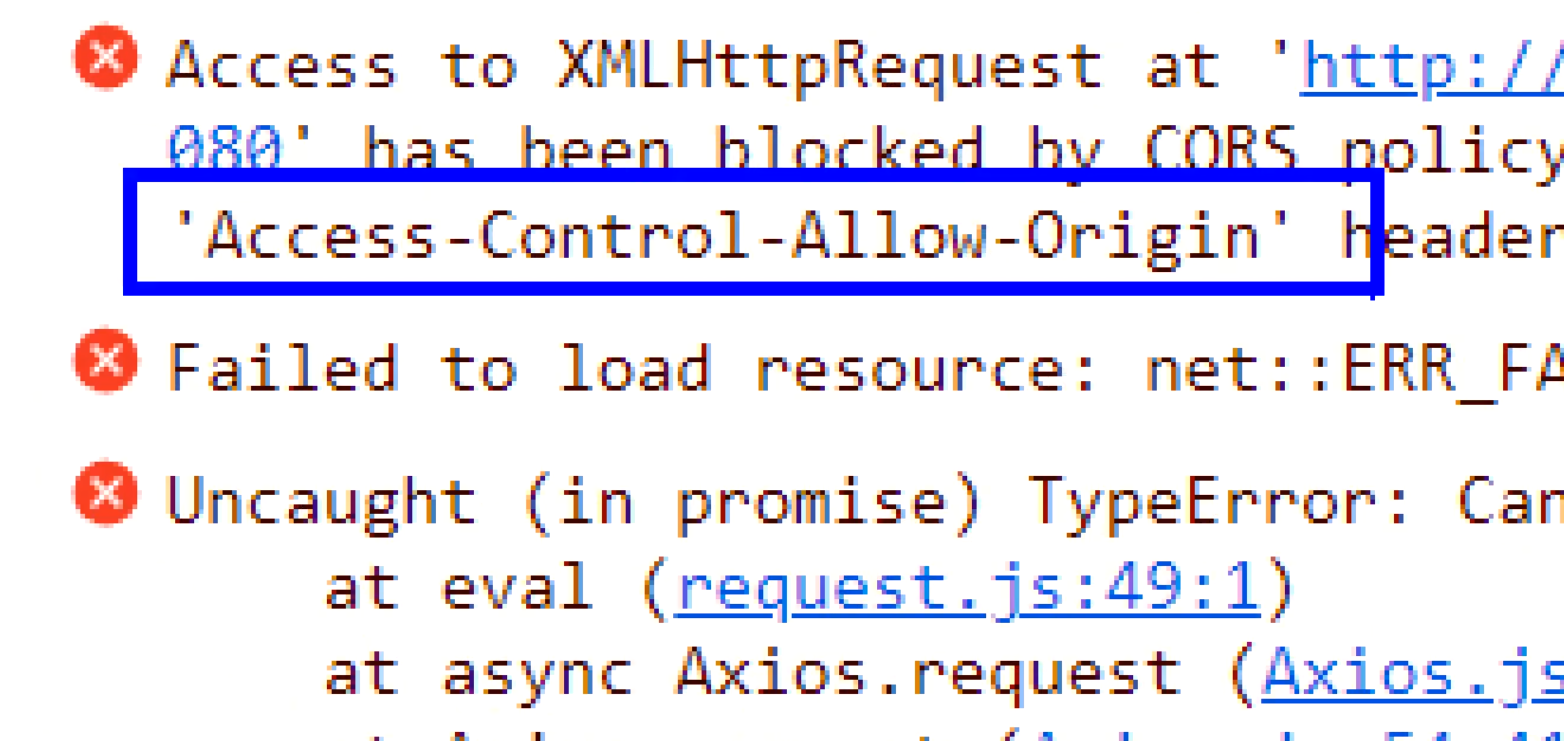 Access to XMLHttpRequest at 'http://
080' has been blocked by CORS policy
'Access-Control-Allow-Origin' header
Failed to load resource: net::ERR_FA
Uncaught (in promise) TypeError: Can
at eval (request.js:49:1)
at async Axios.request (Axios.js